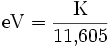 eV = K
11,605